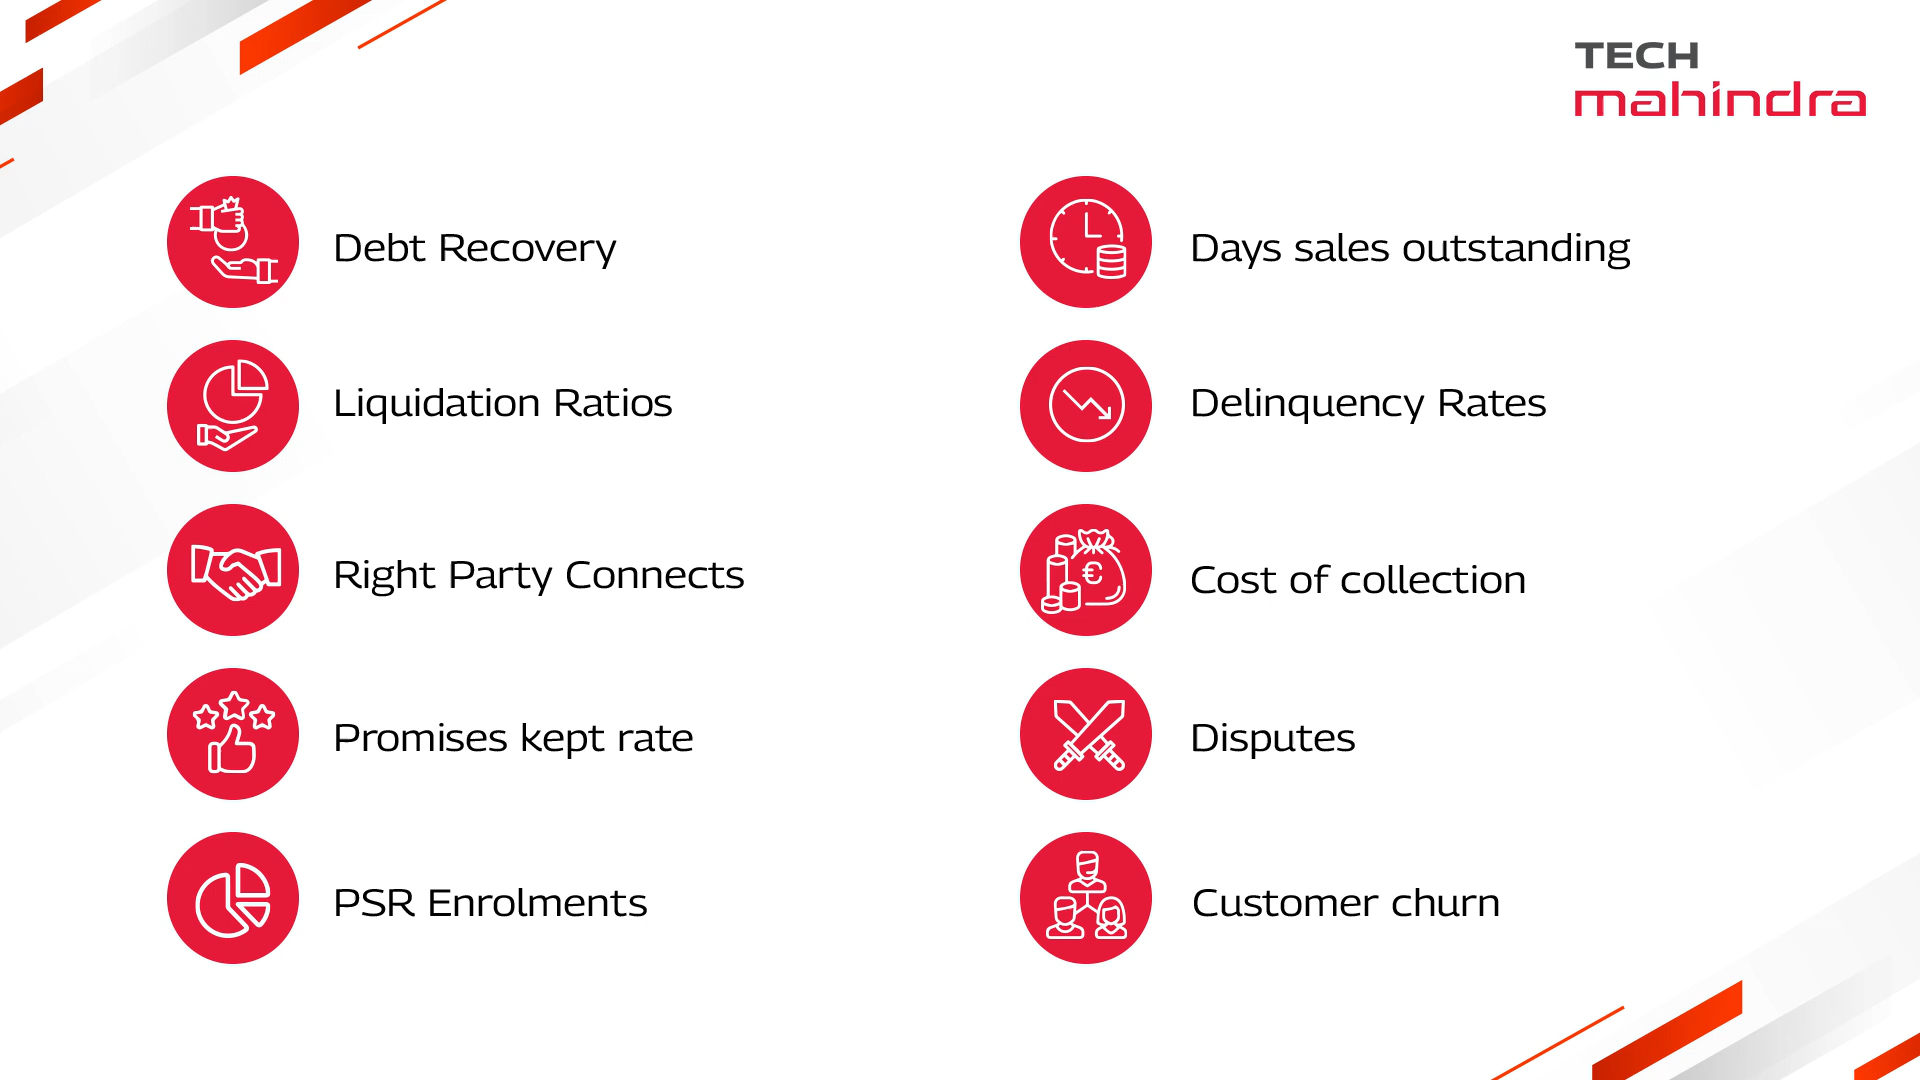 TECH
mahindra
Debt Recovery
Liquidation Ratios
Right Party Connects
Promises kept rate
PSR Enrolments
Days sales outstanding
Delinquency Rates
€
Cost of collection
Disputes
Customer churn